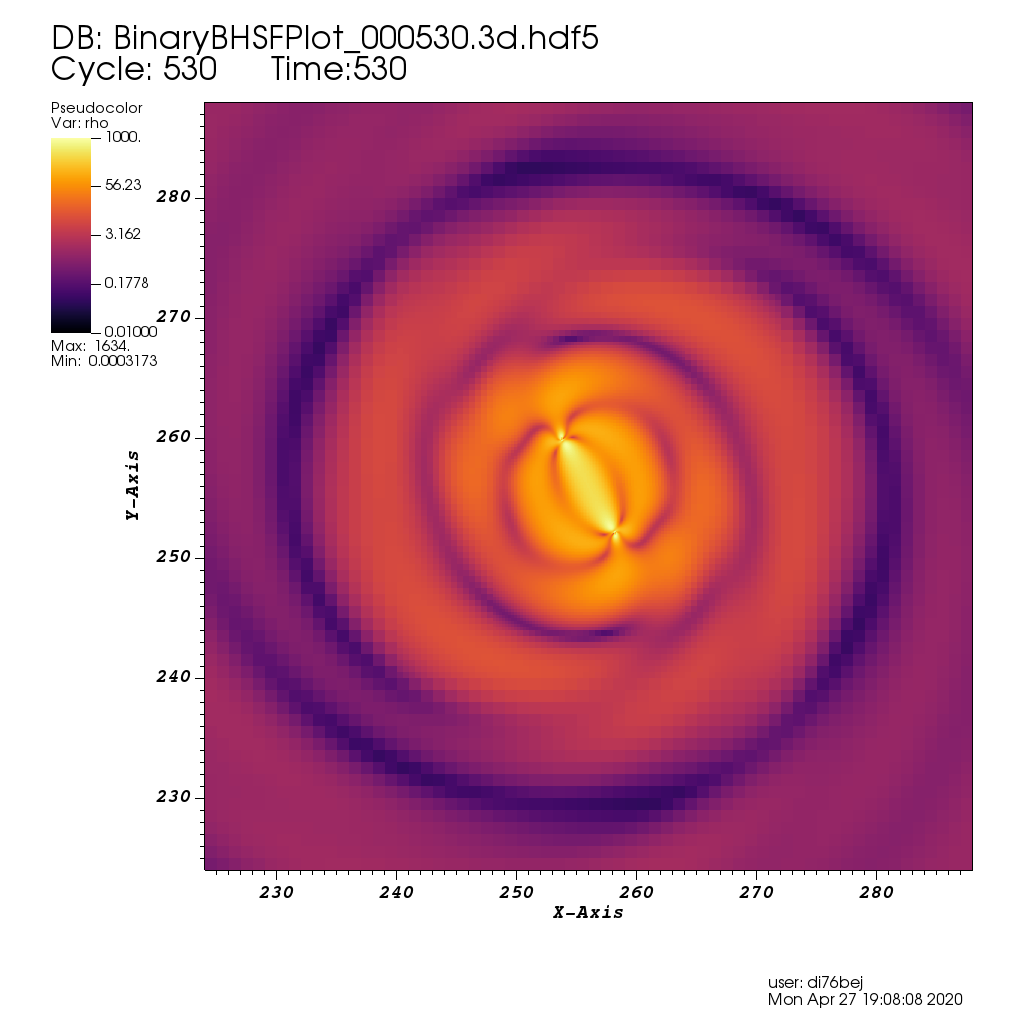 DB: BinaryBHSFPlot_000530.3d.hdf5
Cycle: 530 Time:530
Pseudocolor
Var: rho
1000.
56.23
3.162
0.1778
0.01000
Max: 1634.
Min: 0.0003173
280
270
260
250
240
230
Y-Axis
230 240 250 260 270 280
X-Axis
user: di76bej
Mon Apr 27 19:08:08 2020